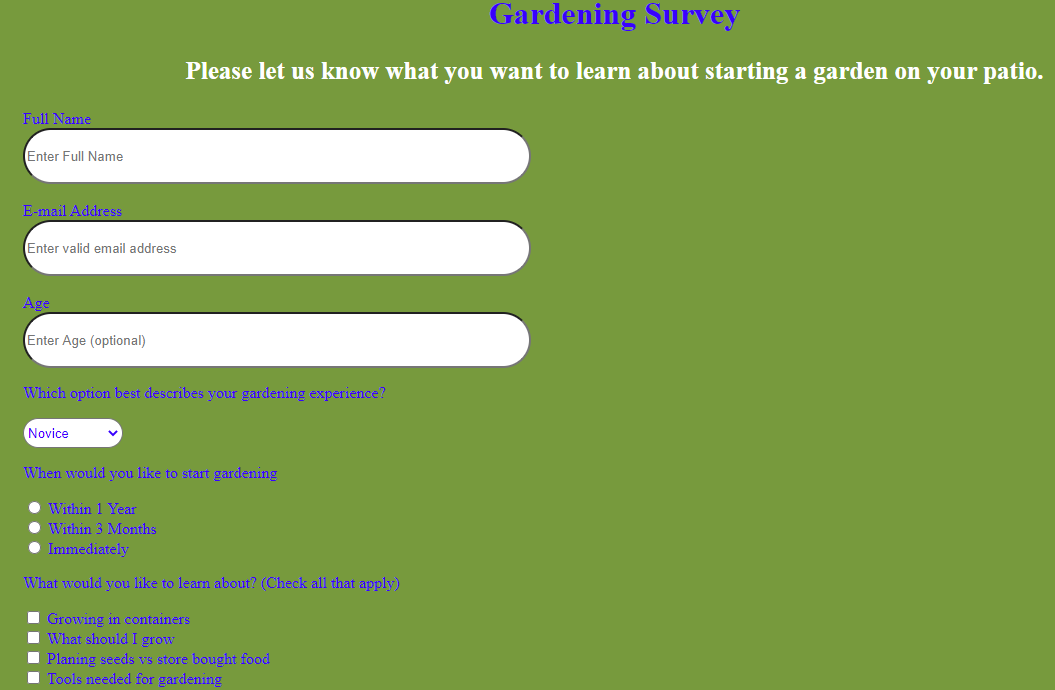 Gardening Survey
Please let us know what you want to learn about starting a garden on your patio.
Full Name
Enter Full Name
E-mail Address
Enter valid email address
Age
Enter Age (optional)
Which option best describes your gardening experience?
Novice
When would you like to start gardening
Within 1 Year
Within 3 Months
Immediately
What would you like to learn about? (Check all that apply)
Growing in containers
What should I grow
Planing seeds vs store bought food
Tools needed for gardening